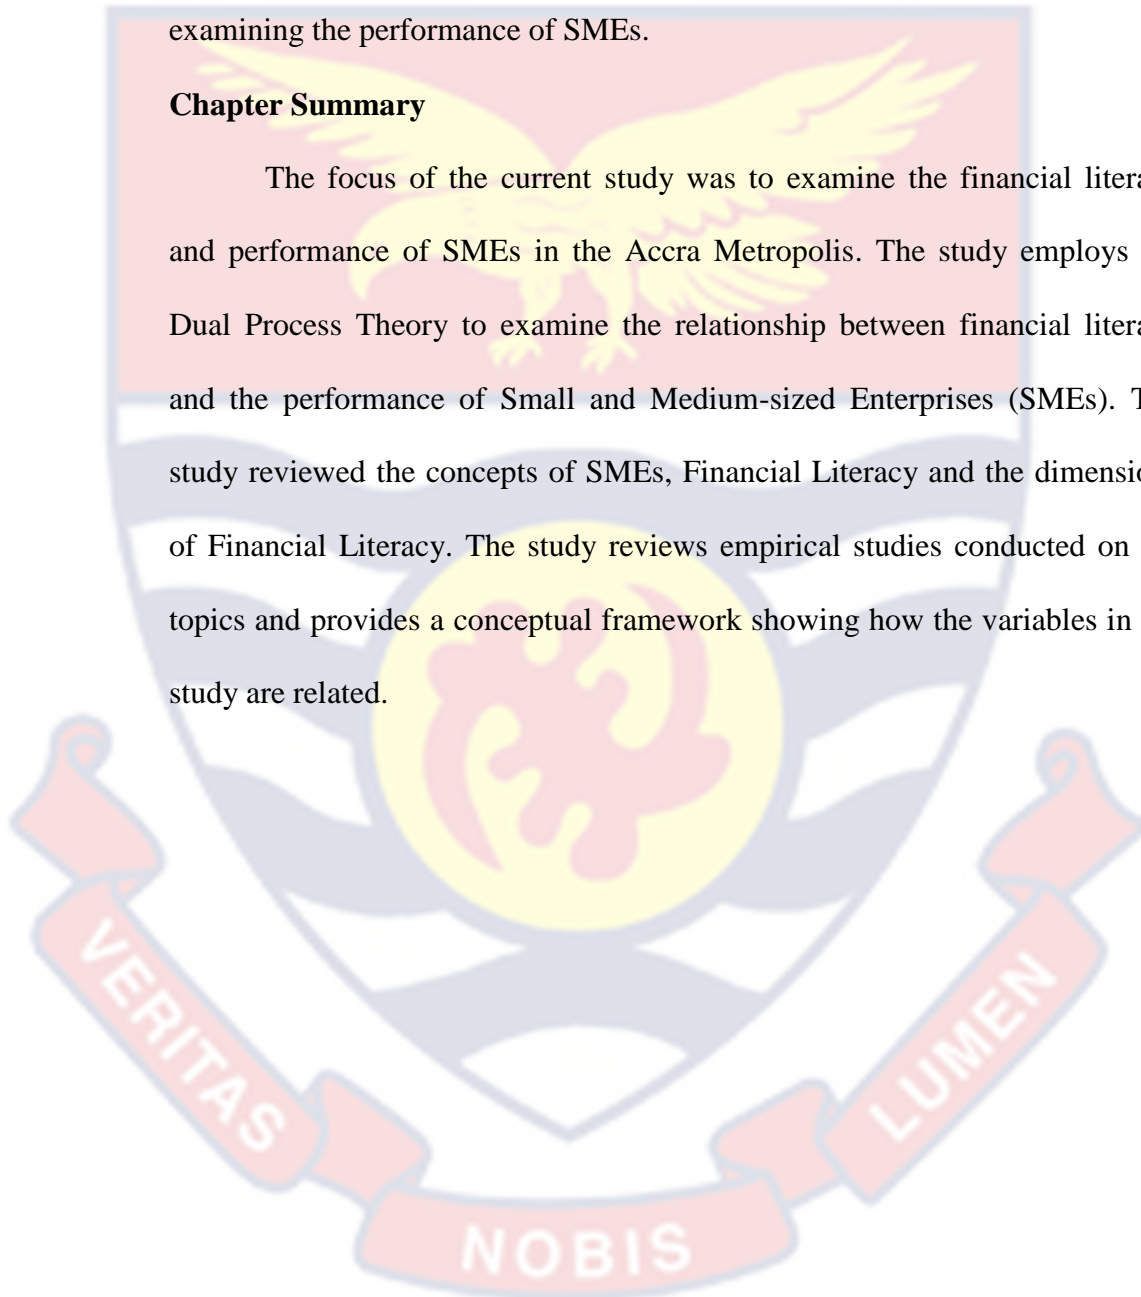 examining the performance of SMEs.
Chapter Summary
The focus of the current study was to examine the financial litera
and performance of SMEs in the Accra Metropolis. The study employs
Dual Process Theory to examine the relationship between financial litera
and the performance of Small and Medium-sized Enterprises (SMEs). T
study reviewed the concepts of SMEs, Financial Literacy and the dimensio
of Financial Literacy. The study reviews empirical studies conducted on
topics and provides a conceptual framework showing how the variables in
study are related.
VERITAS
NOBIS
LUMEN